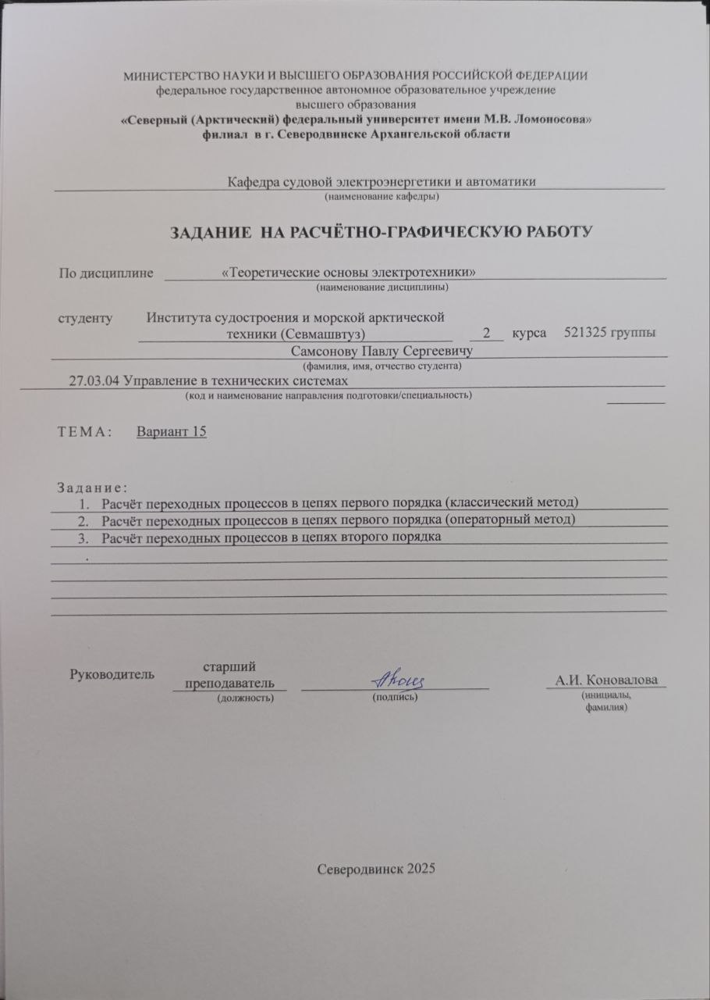 МИНИСТЕРСТВО НАУКИ И ВЫСШЕГО ОБРАЗОВАНИЯ РОССИЙСКОЙ ФЕДЕРАЦИИ
федеральное государственное автономное образовательное учреждение
высшего образования
«Северный (Арктический) федеральный университет имени М.В. Ломоносова»
филиал в г. Северодвинске Архангельской области
Кафедра судовой электроэнергетики и автоматики
(наименование кафедры)
ЗАДАНИЕ НА РАСЧЁТНО-ГРАФИЧЕСКУЮ РАБОТУ
По дисциплине «Теоретические основы электротехники»
(наименование дисциплины)
студенту Института судостроения и морской арктической
техники (Севмашвтуз) 2 курса 521325 группы
Самсонову Павлу Сергеевичу
(фамилия, имя, отчество студента)
27.03.04 Управление в технических системах
(код и наименование направления подготовки/специальность)
ТЕМА: Вариант 15
Задание:
1. Расчёт переходных процессов в цепях первого порядка (классический метод)
2. Расчёт переходных процессов в цепях первого порядка (операторный метод)
3. Расчёт переходных процессов в цепях второго порядка
Руководитель старший
преподаватель А.И. Коновалова
(должность) (подпись) (инициалы,
фамилия)
Северодвинск 2025